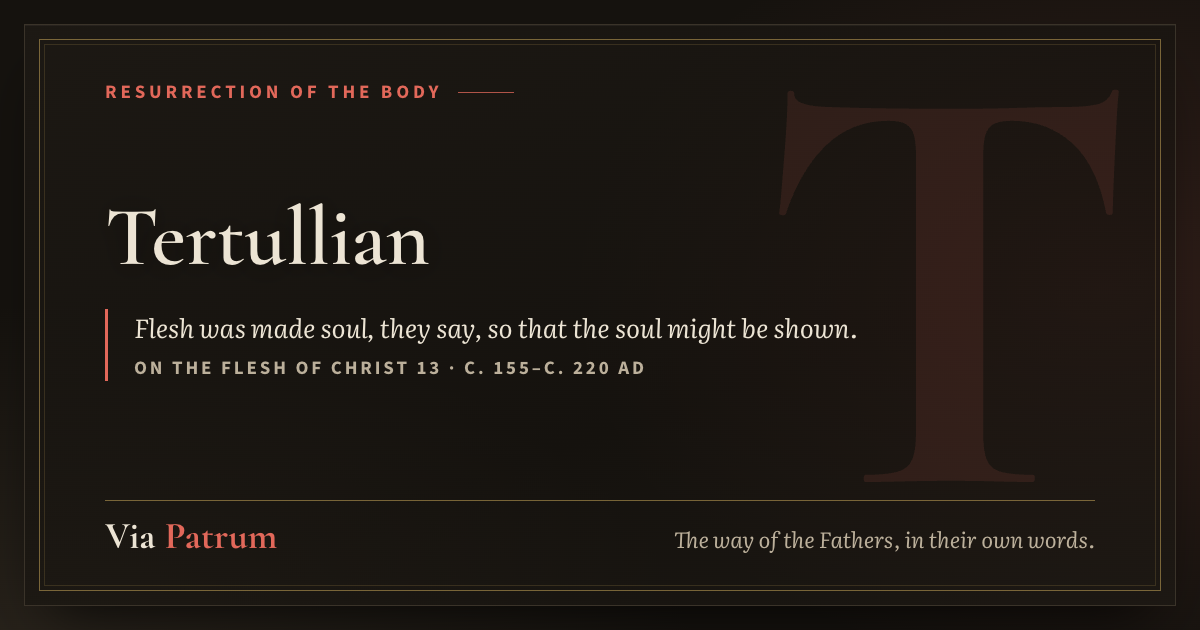 RESURRECTION OF THE BODY
T
Tertullian
Flesh was made soul, they say, so that the soul might be shown.
ON THE FLESH OF CHRIST 13 · C. 155–C. 220 AD
Via Patrum
The way of the Fathers, in their own words.